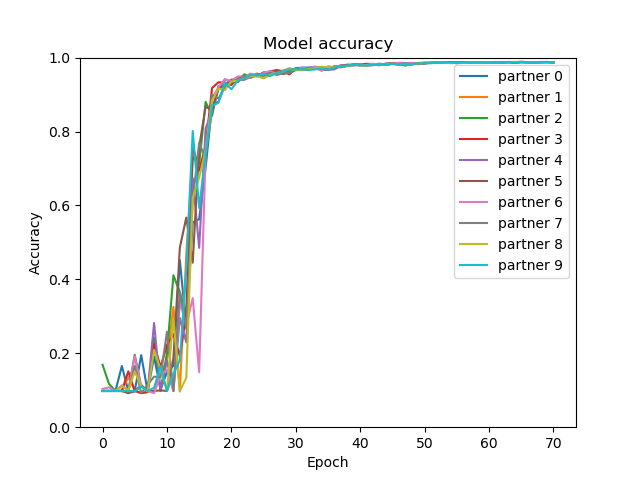 Model accuracy
1.0
0.8
0.6
0.4
0.2
0.0
Accuracy
0 10 20 30 40 50 60 70
Epoch
partner 0
partner 1
partner 2
partner 3
partner 4
partner 5
partner 6
partner 7
partner 8
partner 9